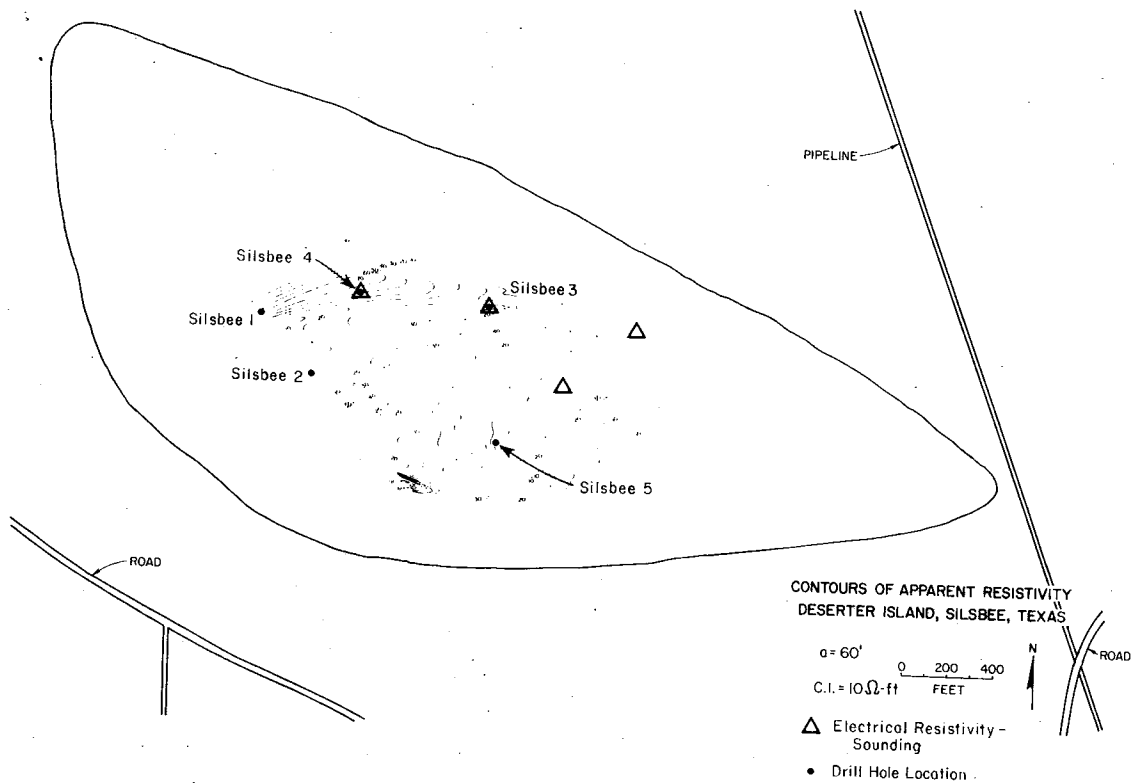 PIPELINE
Silsbee 4
Silsbee 3
Silsbee 1
Silsbee 2
Silsbee 5
ROAD
CONTOURS OF APPARENT RESISTIVITY
DESERTER ISLAND, SILSBEE, TEXAS
a = 60'
0 200 400
FEET
N
C.I. = 10Ω-ft
ROAD
Electrical Resistivity-
Sounding
Drill Hole Location